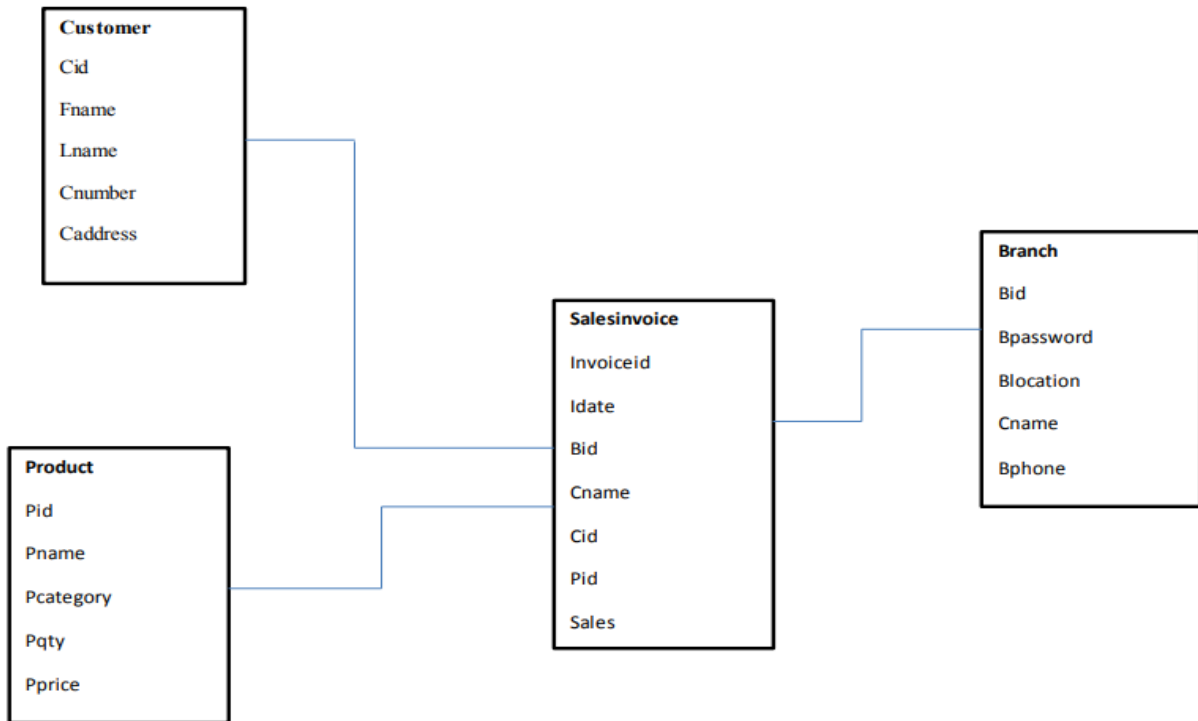 Customer
Cid
Fname
Lname
Cnumber
Caddress
Product
Pid
Pname
Pcategory
Pqty
Pprice
Salesinvoice
Invoiceid
Idate
Bid
Cname
Cid
Pid
Sales
Branch
Bid
Bpassword
Blocation
Cname
Bphone